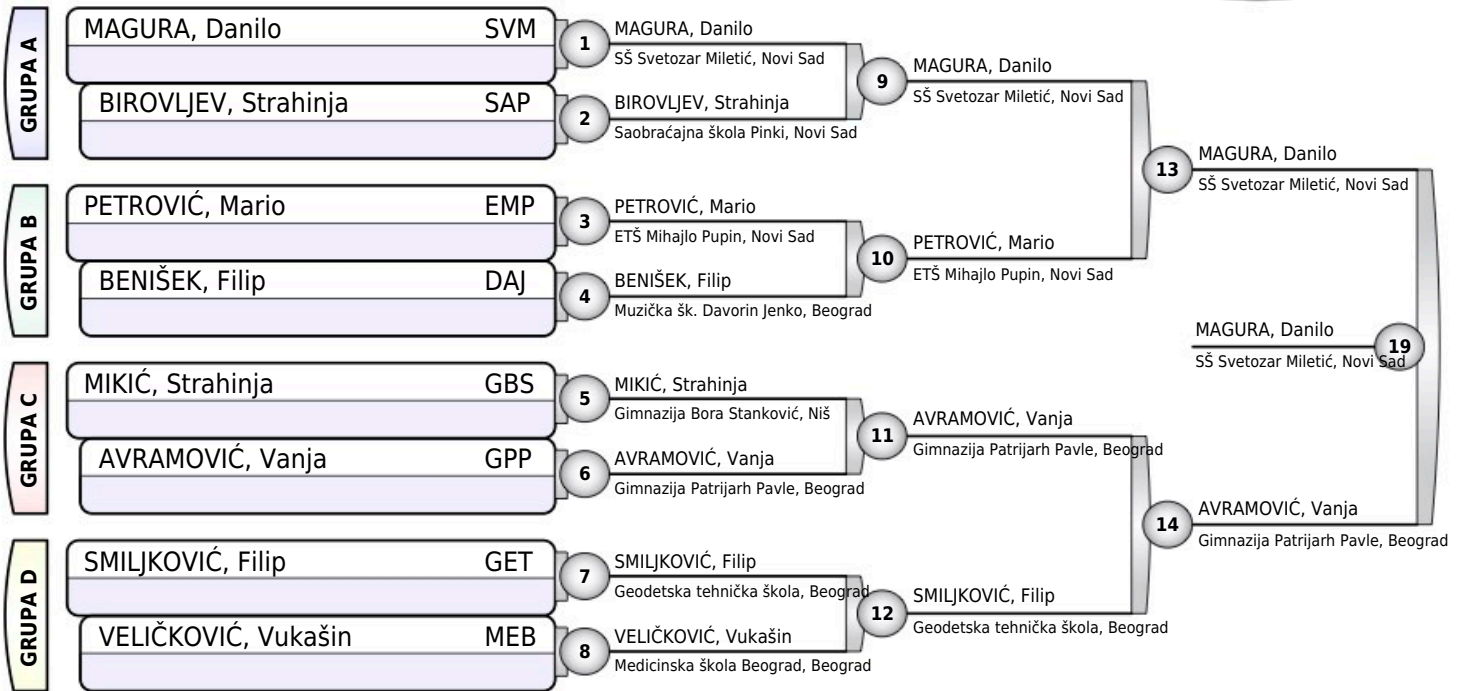 GRUPA A
MAGURA, Danilo SVM
BIROVLJEV, Strahinja SAP
GRUPA B
PETROVIĆ, Mario EMP
BENIŠEK, Filip DAJ
GRUPA C
MIKIĆ, Strahinja GBS
AVRAMOVIĆ, Vanja GPP
GRUPA D
SMILJKOVIĆ, Filip GET
VELIČKOVIĆ, Vukašin MEB
1
MAGURA, Danilo
SŠ Svetozar Miletić, Novi Sad
2
BIROVLJEV, Strahinja
Saobraćajna škola Pinki, Novi Sad
3
PETROVIĆ, Mario
ETŠ Mihajlo Pupin, Novi Sad
4
BENIŠEK, Filip
Muzička šk. Davorin Jenko, Beograd
5
MIKIĆ, Strahinja
Gimnazija Bora Stanković, Niš
6
AVRAMOVIĆ, Vanja
Gimnazija Patrijarh Pavle, Beograd
7
SMILJKOVIĆ, Filip
Geodetska tehnička škola, Beograd
8
VELIČKOVIĆ, Vukašin
Medicinska škola Beograd, Beograd
9
MAGURA, Danilo
SŠ Svetozar Miletić, Novi Sad
10
PETROVIĆ, Mario
ETŠ Mihajlo Pupin, Novi Sad
11
AVRAMOVIĆ, Vanja
Gimnazija Patrijarh Pavle, Beograd
12
SMILJKOVIĆ, Filip
Geodetska tehnička škola, Beograd
13
MAGURA, Danilo
SŠ Svetozar Miletić, Novi Sad
14
AVRAMOVIĆ, Vanja
Gimnazija Patrijarh Pavle, Beograd
MAGURA, Danilo
19
SŠ Svetozar Miletić, Novi Sad